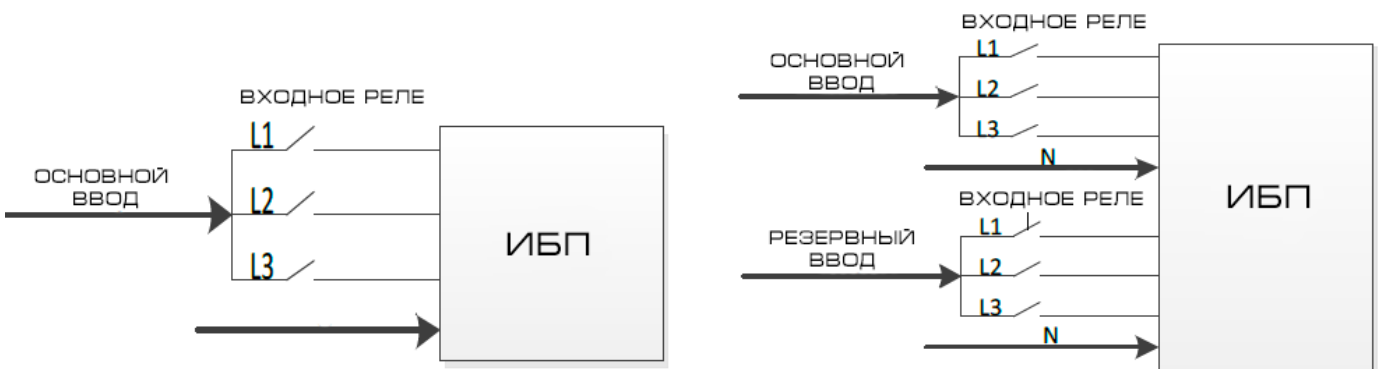 ВХОДНОЕ РЕЛЕ
L1
ОСНОВНОЙ
ВВОД
L2
L3
ИБП
ВХОДНОЕ РЕЛЕ
L1
ОСНОВНОЙ
ВВОД
L2
L3
N
ВХОДНОЕ РЕЛЕ
L1
РЕЗЕРВНЫЙ
ВВОД
L2
L3
N
ИБП